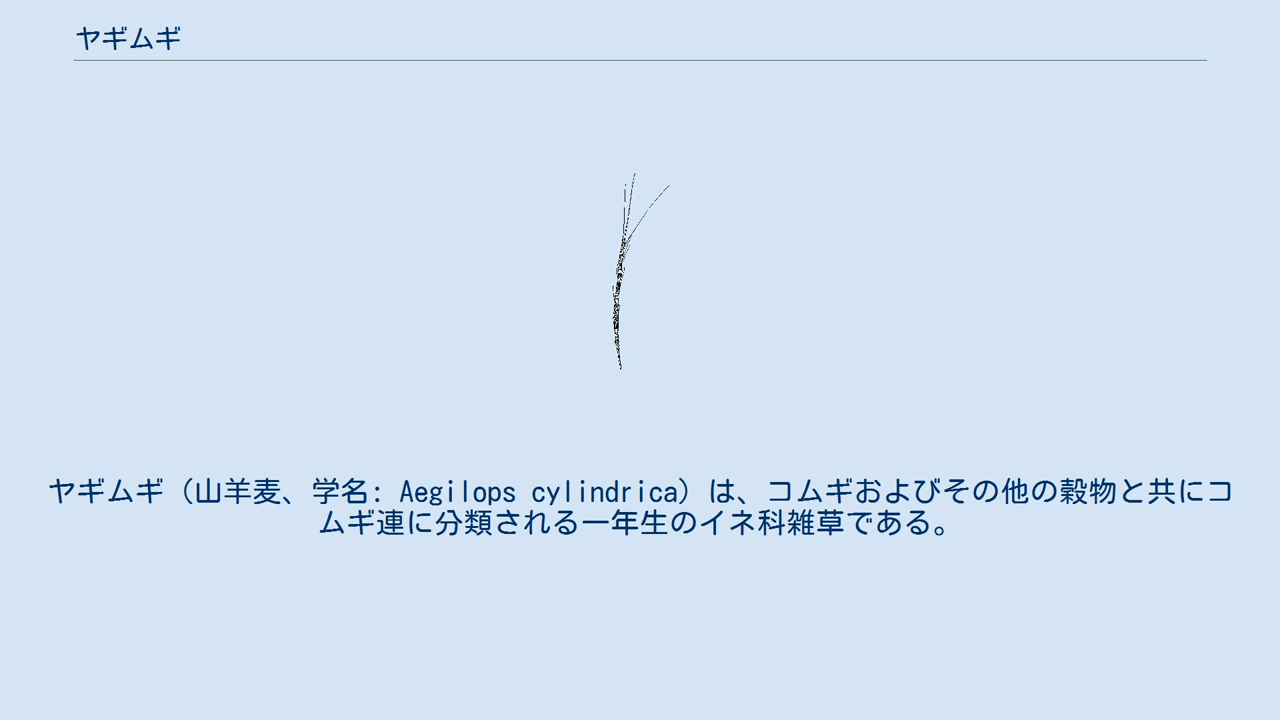 ヤギムギ
ヤギムギ（山羊麦、学名: Aegilops cylindrica）は、コムギおよびその他の穀物と共にコ
ムギ連に分類される一年生のイネ科雑草である。